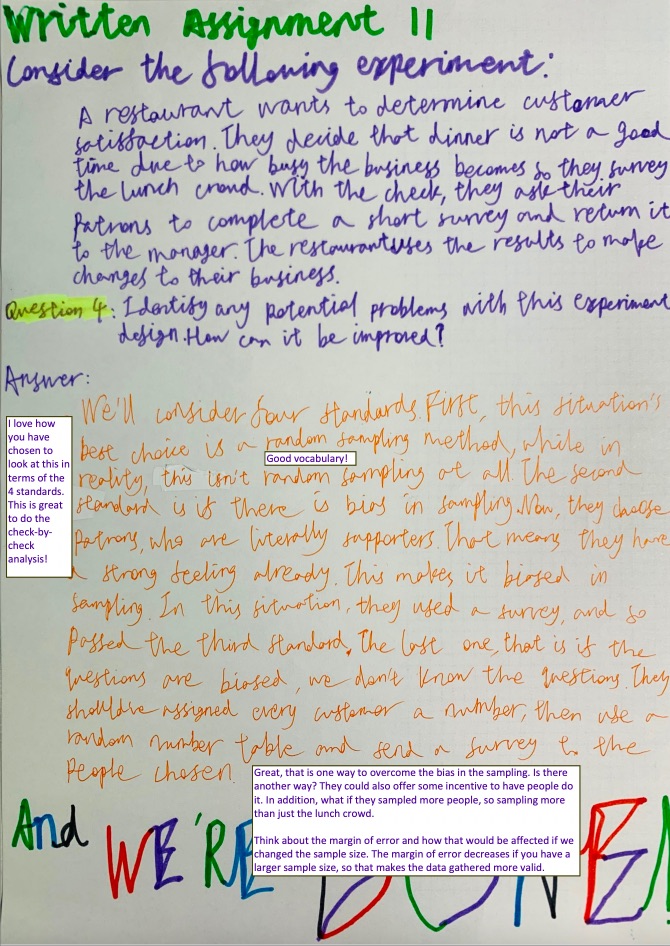 Written Assignment 11
Consider the following experiment:
A restaurant wants to determine customer
satisfaction. They decide that dinner is not a good
time due to how busy the business becomes so they survey
the lunch crowd. With the check, they ask their
patrons to complete a short survey and return it
to the manager. The restaurant uses the results to make
changes to their business.
Question 4: Identify any potential problems with this experiment
design. How can it be improved?
Answer:
We'll consider four standards. First, this situation's
best choice is a random sampling method, while in
reality, this isn't random sampling at all. The second
standard is if there is bias in sampling. Now, they choose
patrons, who are literally supporters. That means they have
a strong feeling already. This makes it biased in
sampling. In this situation, they used a survey, and so
passed the third standard. The last one, that is if the
questions are biased, we don't know the questions. They
should've assigned every customer a number, then use a
random number table and send a survey to the
people chosen.
I love how
you have
chosen to
look at this in
terms of the
4 standards.
This is great
to do the
check-by-
check
analysis!
Good vocabulary!
Great, that is one way to overcome the bias in the sampling. Is there
another way? They could also offer some incentive to have people do
it. In addition, what if they sampled more people, so sampling more
than just the lunch crowd.
Think about the margin of error and how that would be affected if we
changed the sample size. The margin of error decreases if you have a
larger sample size, so that makes the data gathered more valid.
And WE'RE DONE!